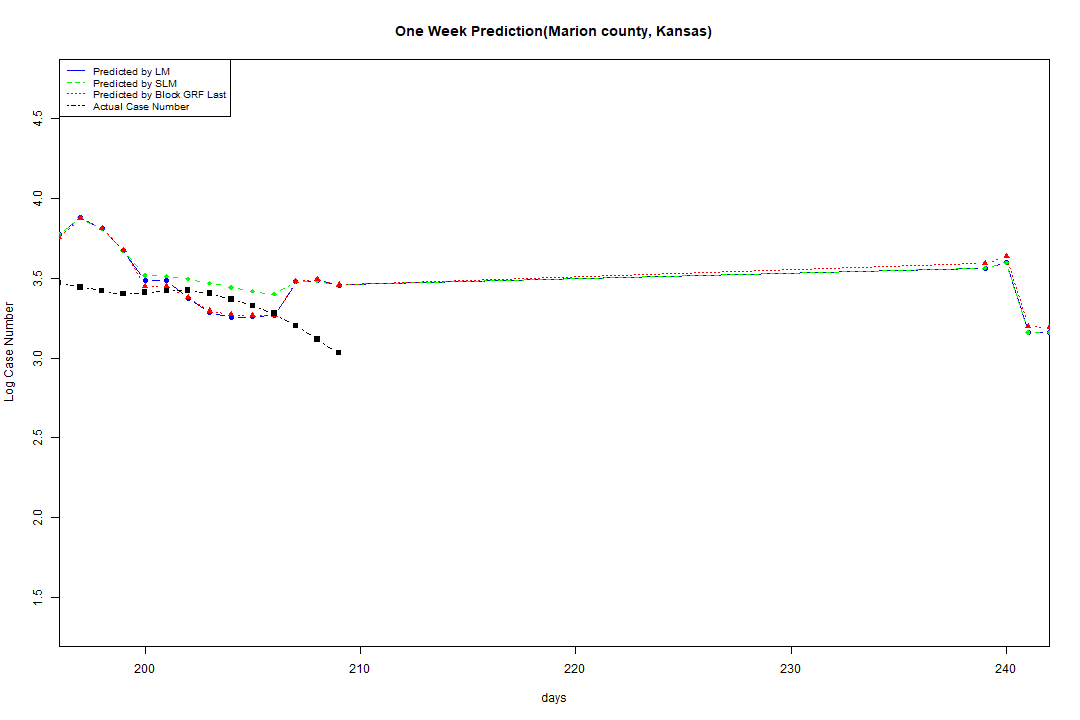 One Week Prediction(Marion county, Kansas)
Predicted by LM
Predicted by SLM
Predicted by Block GRF Last
Actual Case Number
4.5
4.0
3.5
3.0
2.5
2.0
1.5
Log Case Number
200
210
220
230
240
days